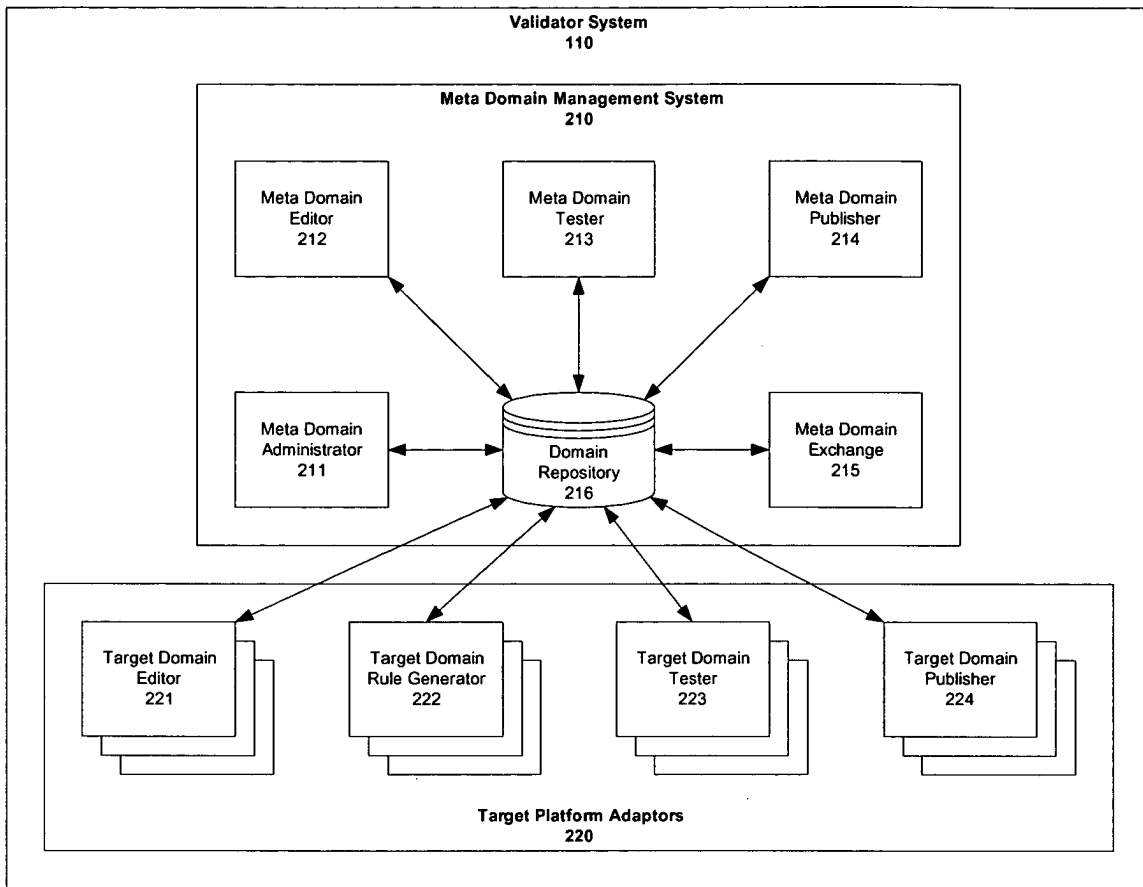 Validator System
110
Meta Domain Management System
210
Meta Domain
Editor
212
Meta Domain
Tester
213
Meta Domain
Publisher
214
Meta Domain
Administrator
211
Domain
Repository
216
Meta Domain
Exchange
215
Target Domain
Editor
221
Target Domain
Rule Generator
222
Target Domain
Tester
223
Target Domain
Publisher
224
Target Platform Adaptors
220